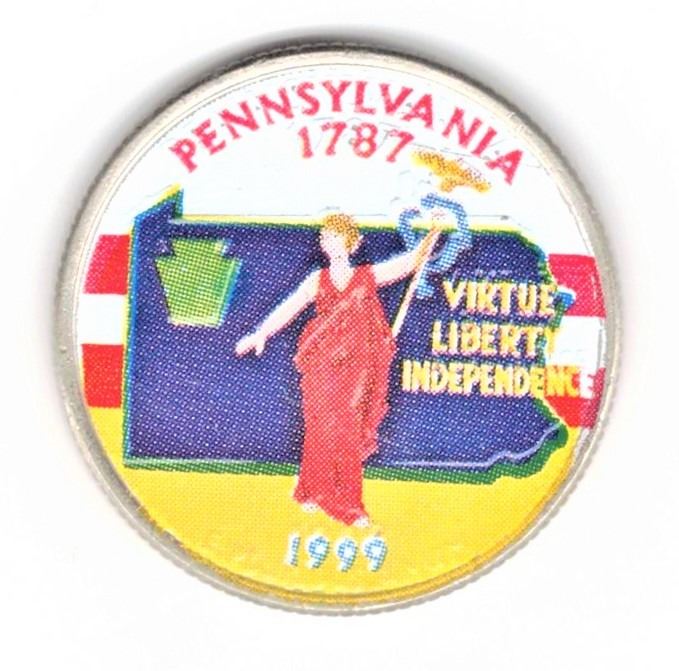 PENNSYLVANIA
1787
VIRTUE
LIBERTY
INDEPENDENCE
1999